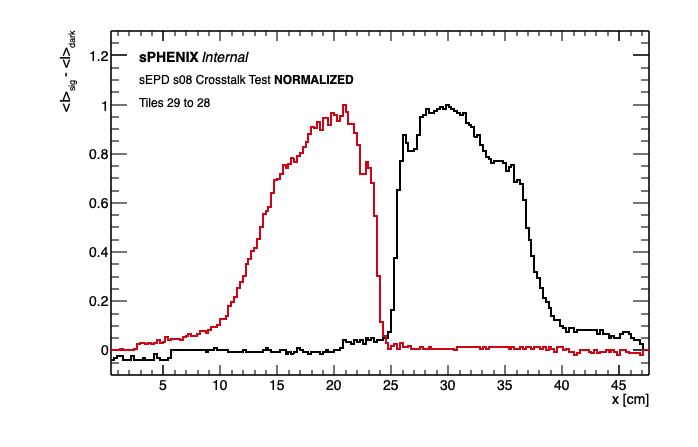 <I>sig - <I>dark
1.2
1
0.8
0.6
0.4
0.2
0
sPHENIX Internal
sEPD s08 Crosstalk Test NORMALIZED
Tiles 29 to 28
5 10 15 20 25 30 35 40 45
x [cm]